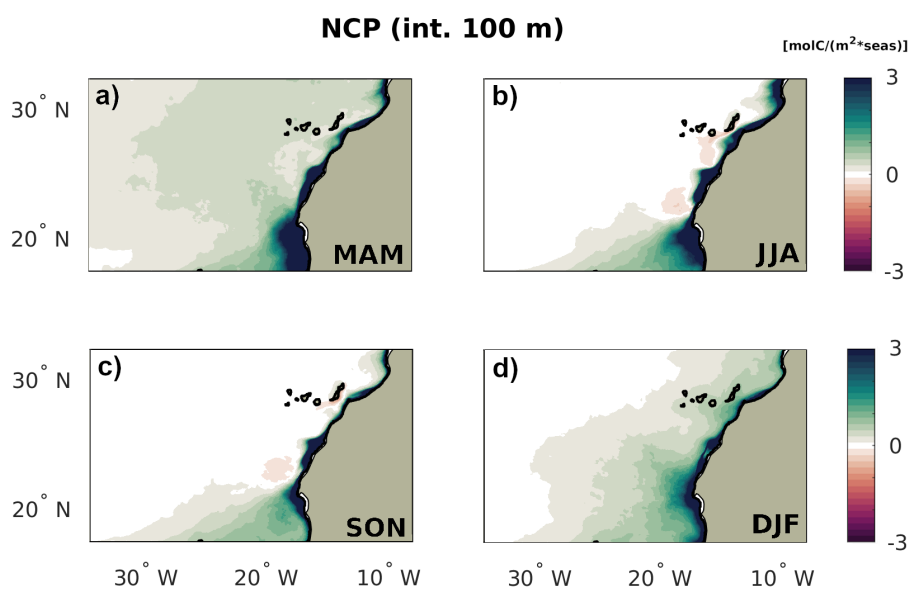 NCP (int. 100 m)
[molC/(m²*seas)]
a)
b)
3
30° N
0
20° N
MAM
JJA
-3
c)
d)
3
30° N
0
20° N
SON
DJF
-3
30° W
20° W
10° W
30° W
20° W
10° W